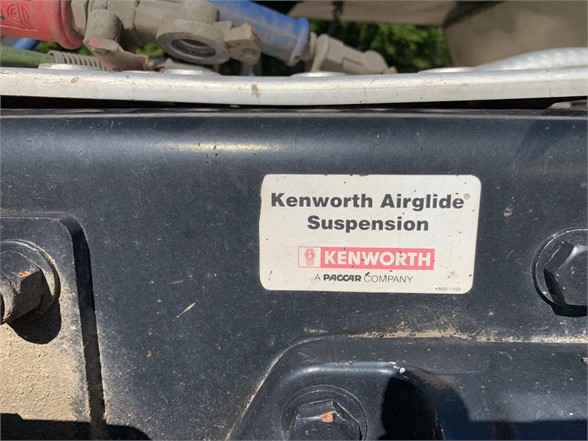 Kenworth Airglide®
Suspension
KENWORTH
A PACCAR COMPANY